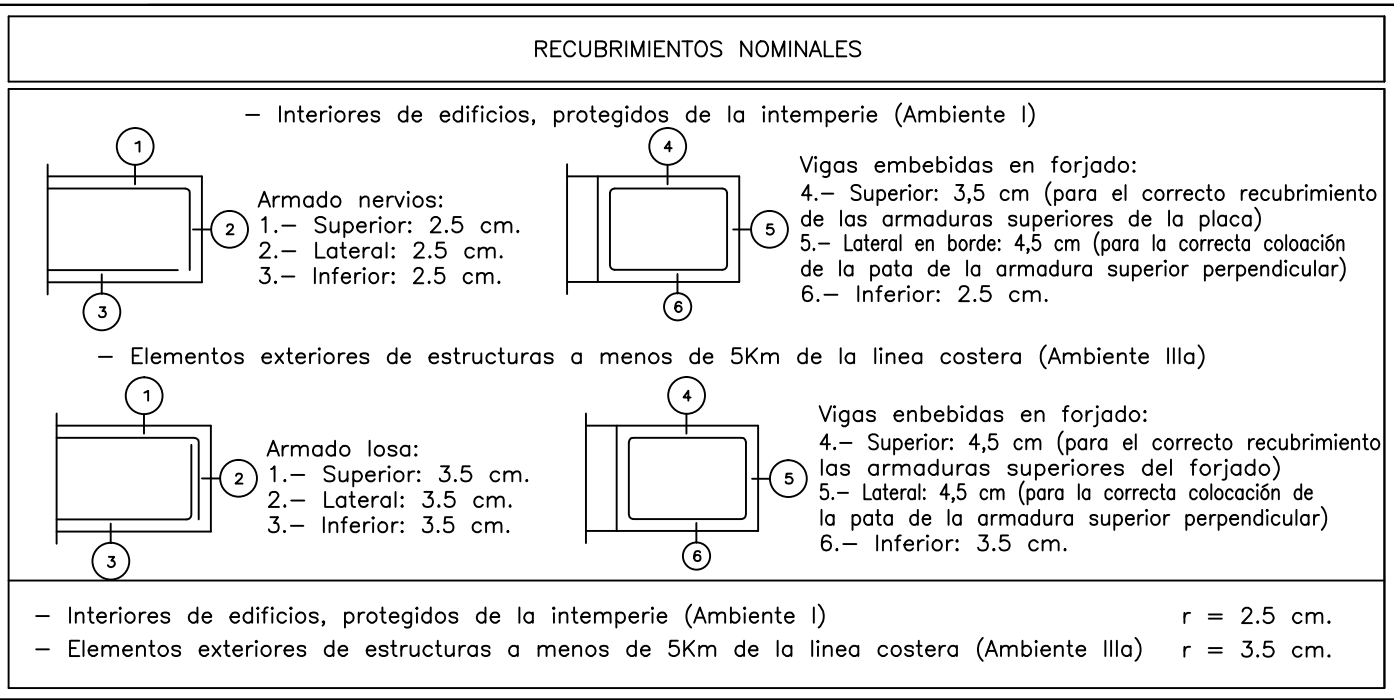 RECUBRIMIENTOS NOMINALES
– Interiores de edificios, protegidos de la intemperie (Ambiente I)
1
2
3
Armado nervios:
1.– Superior: 2.5 cm.
2.– Lateral: 2.5 cm.
3.– Inferior: 2.5 cm.
4
5
6
Vigas embebidas en forjado:
4.– Superior: 3,5 cm (para el correcto recubrimiento
de las armaduras superiores de la placa)
5.– Lateral en borde: 4,5 cm (para la correcta coloación
de la pata de la armadura superior perpendicular)
6.– Inferior: 2.5 cm.
– Elementos exteriores de estructuras a menos de 5Km de la linea costera (Ambiente IIIa)
1
2
3
Armado losa:
1.– Superior: 3.5 cm.
2.– Lateral: 3.5 cm.
3.– Inferior: 3.5 cm.
4
5
6
Vigas enbebidas en forjado:
4.– Superior: 4,5 cm (para el correcto recubrimiento
las armaduras superiores del forjado)
5.– Lateral: 4,5 cm (para la correcta colocación de
la pata de la armadura superior perpendicular)
6.– Inferior: 3.5 cm.
– Interiores de edificios, protegidos de la intemperie (Ambiente I) r = 2.5 cm.
– Elementos exteriores de estructuras a menos de 5Km de la linea costera (Ambiente IIIa) r = 3.5 cm.